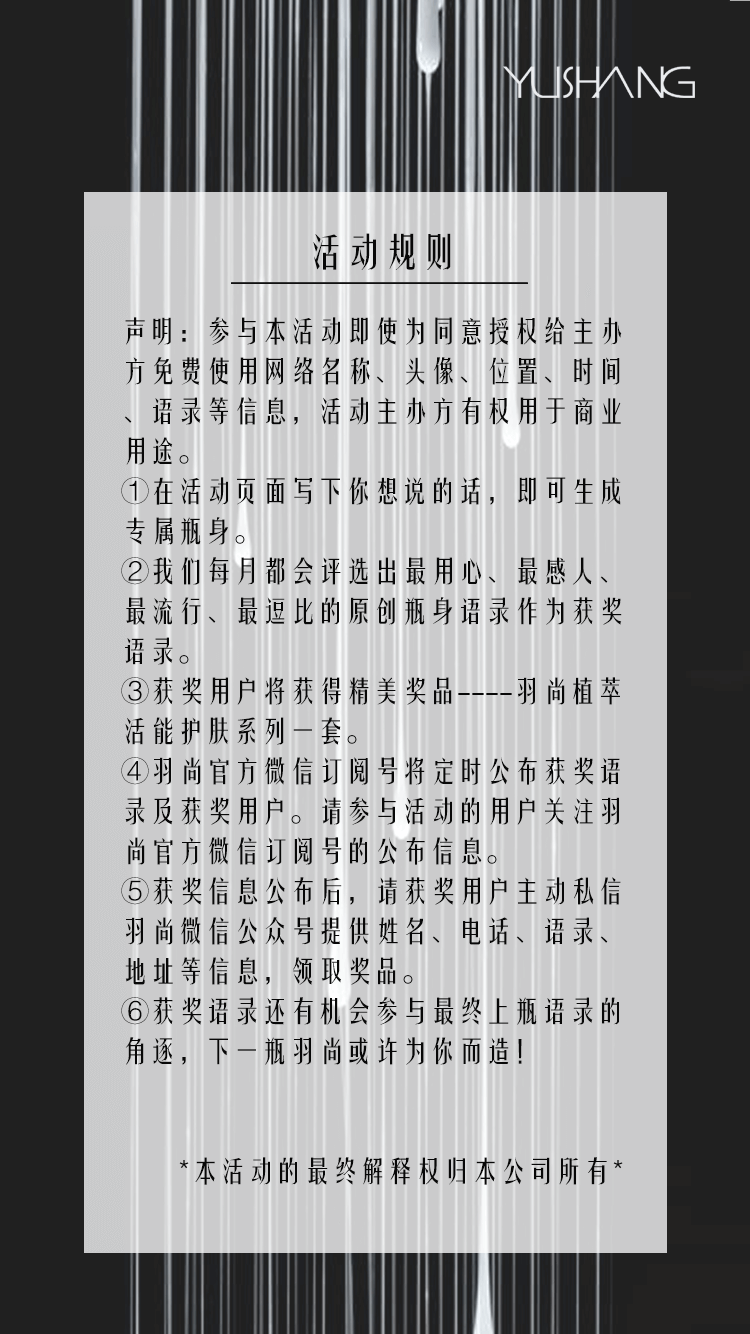 YUSHANG
活动规则
声明：参与本活动即使为同意授权给主办
方免费使用网络名称、头像、位置、时间
、语录等信息，活动主办方有权用于商业
用途。
①在活动页面写下你想说的话，即可生成
专属瓶身。
②我们每月都会评选出最用心、最感人、
最流行、最逗比的原创瓶身语录作为获奖
语录。
③获奖用户将获得精美奖品----羽尚植萃
活能护肤系列一套。
④羽尚官方微信订阅号将定时公布获奖语
录及获奖用户。请参与活动的用户关注羽
尚官方微信订阅号的公布信息。
⑤获奖信息公布后，请获奖用户主动私信
羽尚微信公众号提供姓名、电话、语录、
地址等信息，领取奖品。
⑥获奖语录还有机会参与最终上瓶语录的
角逐，下一瓶羽尚或许为你而造！
*本活动的最终解释权归本公司所有*